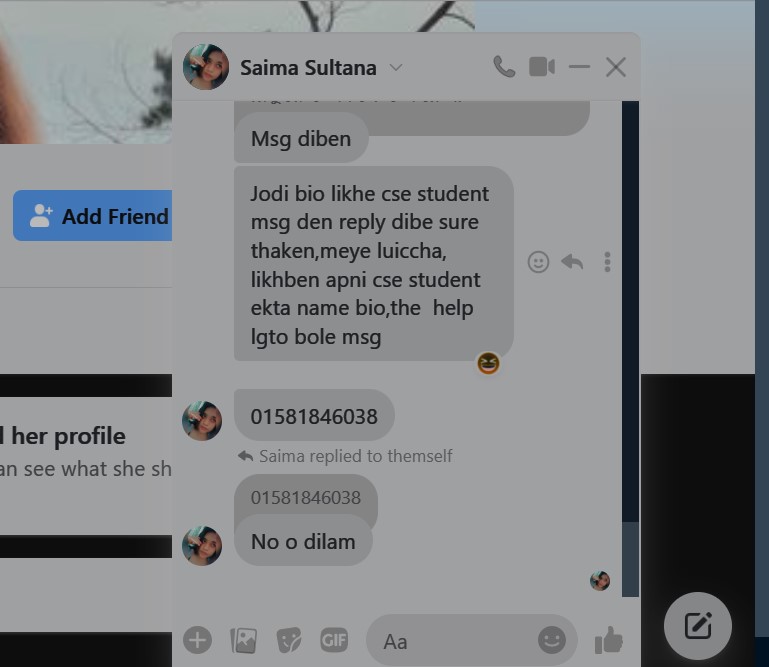 Saima Sultana
Msg diben
Add Friend
Jodi bio likhe cse student
msg den reply dibe sure
thaken,meye luiccha,
likhben apni cse student
ekta name bio,the help
lgto bole msg
01581846038
Saima replied to themself
01581846038
No o dilam
her profile
an see what she sh
GIF
Aa